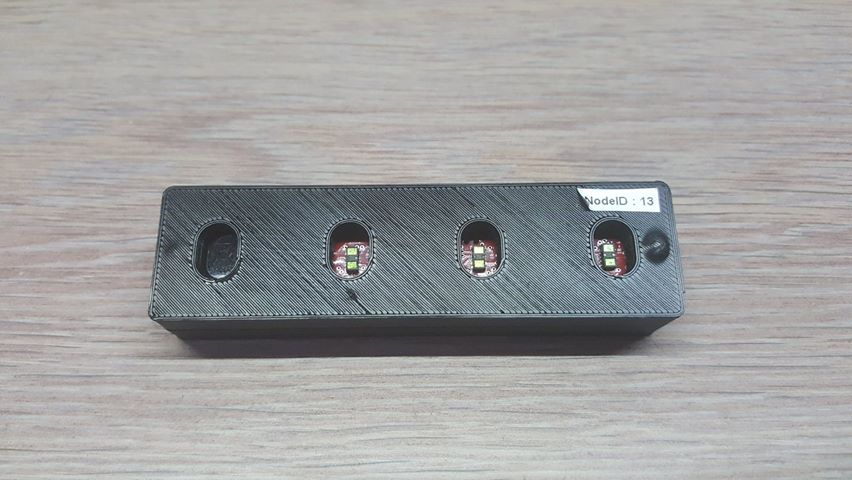 NodeID : 13